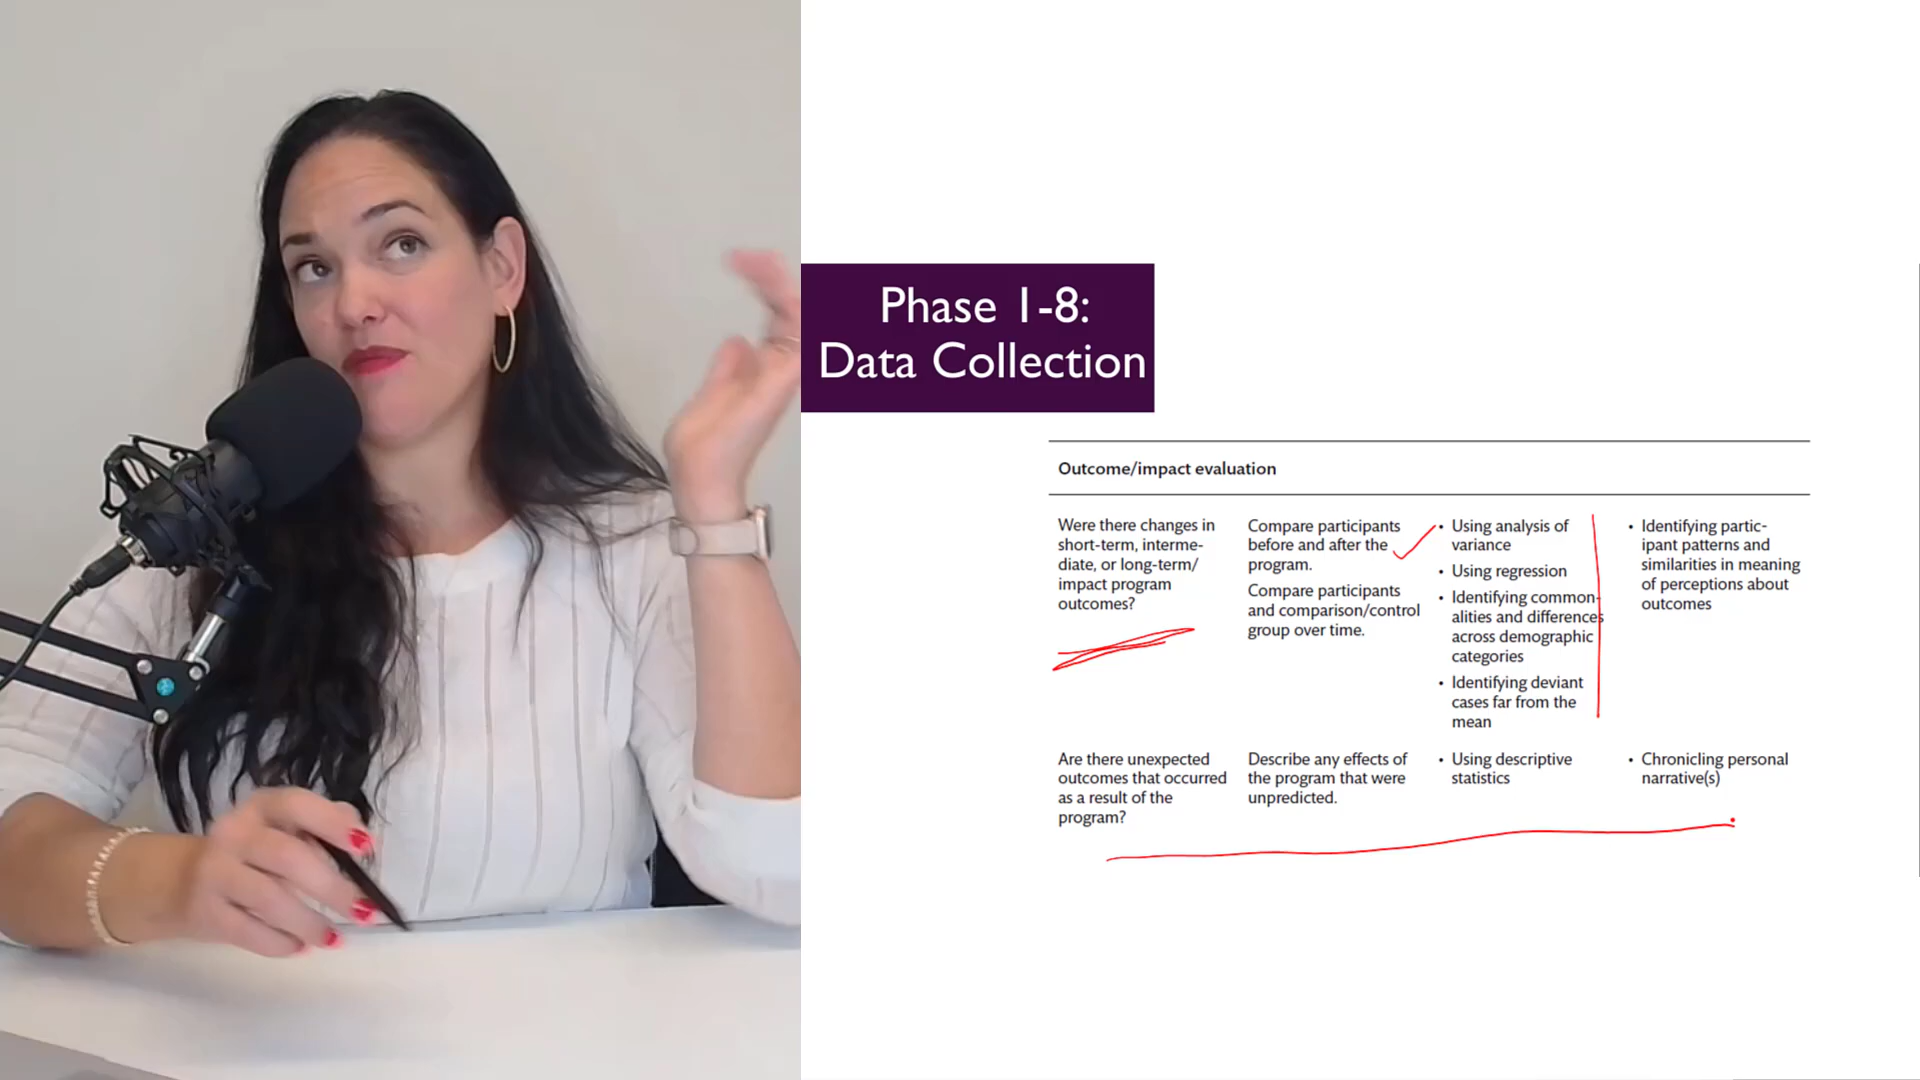 Phase 1-8:
Data Collection
Outcome/impact evaluation
Were there changes in
short-term, interme-
diate, or long-term/
impact program
outcomes?
Compare participants
before and after the
program.
Compare participants
and comparison/control
group over time.
• Using analysis of
variance
• Using regression
• Identifying common-
alities and differences
across demographic
categories
• Identifying deviant
cases far from the
mean
• Identifying partic-
ipant patterns and
similarities in meaning
of perceptions about
outcomes
Are there unexpected
outcomes that occurred
as a result of the
program?
Describe any effects of
the program that were
unpredicted.
• Using descriptive
statistics
• Chronicling personal
narrative(s)